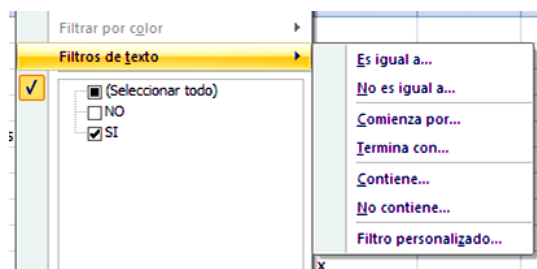 Filtrar por color
Filtros de texto
(Seleccionar todo)
NO
SI
s
Es igual a...
No es igual a...
Comienza por...
Termina con...
Contiene...
No contiene...
Filtro personalizado...
x